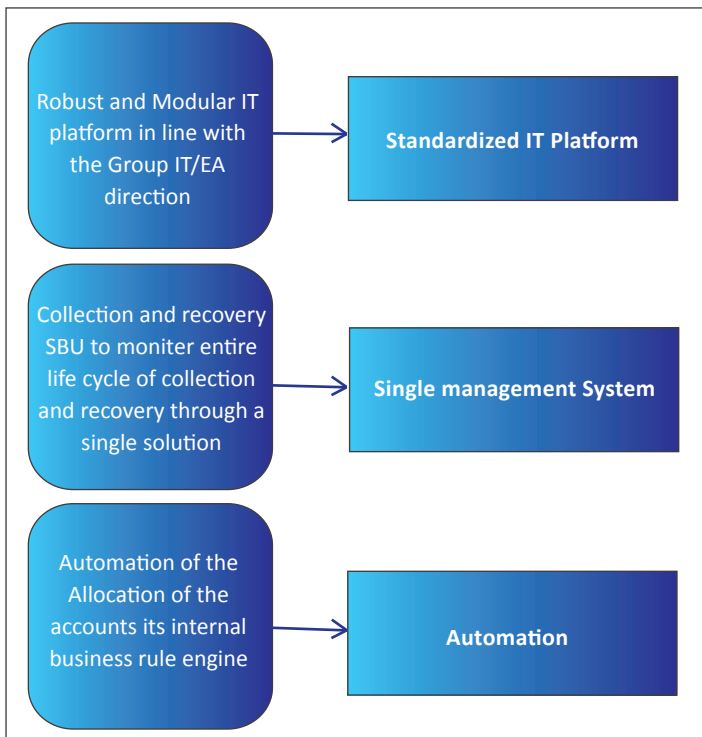 Robust and Modular IT
platform in line with
the Group IT/EA
direction
Standardized IT Platform
Collection and recovery
SBU to moniter entire
life cycle of collection
and recovery through a
single solution
Single management System
Automation of the
Allocation of the
accounts its internal
business rule engine
Automation